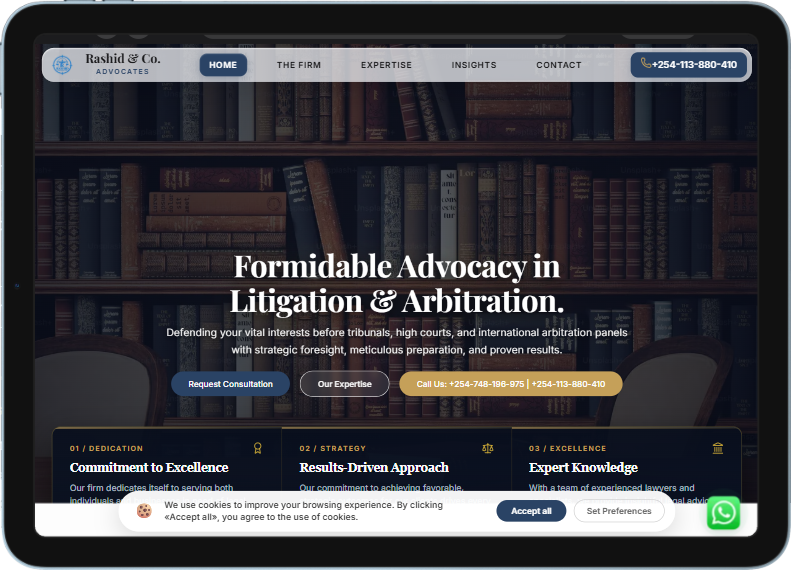 Rashid & Co.
ADVOCATES
HOME
THE FIRM
EXPERTISE
INSIGHTS
CONTACT
+254-113-880-410
Formidable Advocacy in
Litigation & Arbitration.
Defending your vital interests before tribunals, high courts, and international arbitration panels
with strategic foresight, meticulous preparation, and proven results.
Request Consultation
Our Expertise
Call Us: +254-748-196-975 | +254-113-880-410
01 / DEDICATION
Commitment to Excellence
Our firm dedicates itself to serving both
individuals
02 / STRATEGY
Results-Driven Approach
Our commitment to achieving favorable,
03 / EXCELLENCE
Expert Knowledge
With a team of experienced lawyers and
We use cookies to improve your browsing experience. By clicking
«Accept all», you agree to the use of cookies.
Accept all
Set Preferences